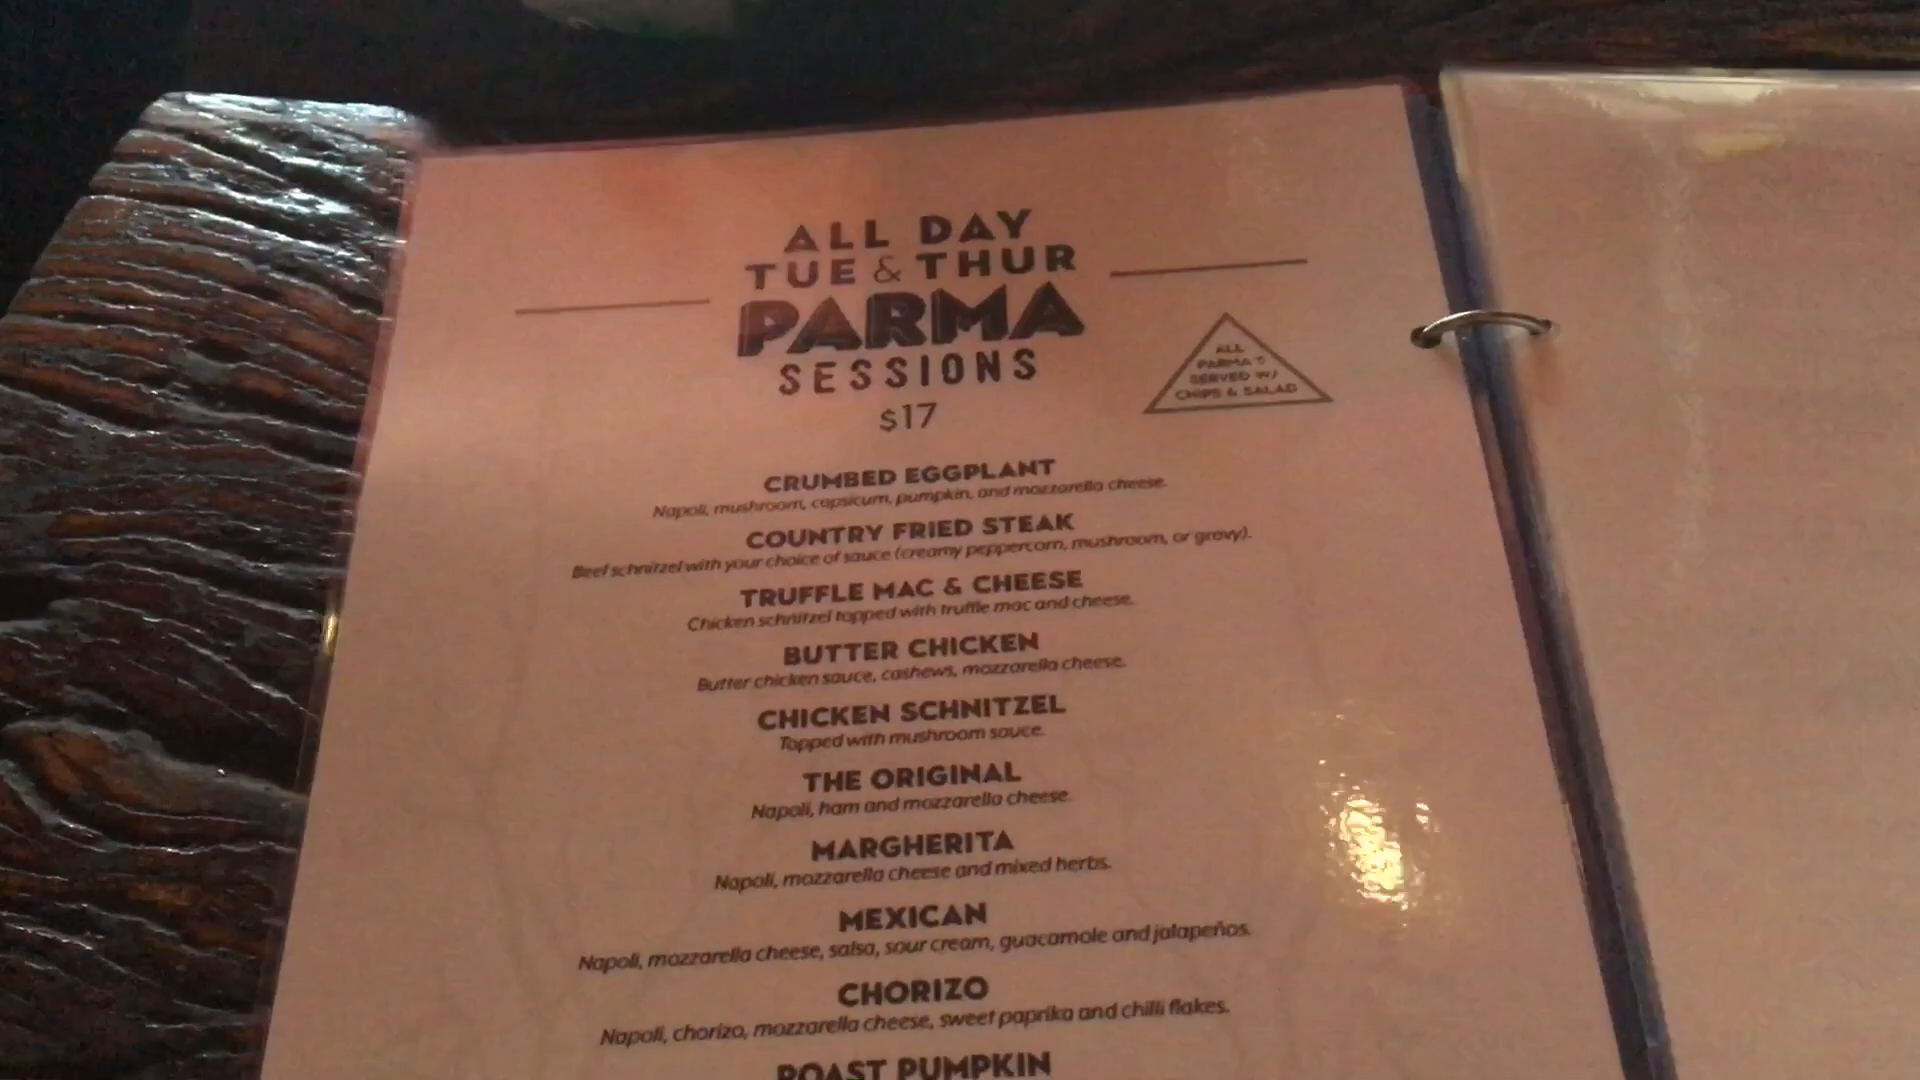 ALL DAY
TUE & THUR
PARMA
SESSIONS
$17
ALL
PARMA'S
SERVED W/
CHIPS & SALAD
CRUMBED EGGPLANT
Napoli, mushroom, capsicum, pumpkin, and mozzarella cheese.
COUNTRY FRIED STEAK
Beef schnitzel with your choice of sauce (creamy peppercorn, mushroom, or gravy).
TRUFFLE MAC & CHEESE
Chicken schnitzel topped with truffle mac and cheese.
BUTTER CHICKEN
Butter chicken sauce, cashews, mozzarella cheese.
CHICKEN SCHNITZEL
Topped with mushroom sauce.
THE ORIGINAL
Napoli, ham and mozzarella cheese.
MARGHERITA
Napoli, mozzarella cheese and mixed herbs.
MEXICAN
Napoli, mozzarella cheese, salsa, sour cream, guacamole and jalapeños.
CHORIZO
Napoli, chorizo, mozzarella cheese, sweet paprika and chilli flakes.
ROAST PUMPKIN